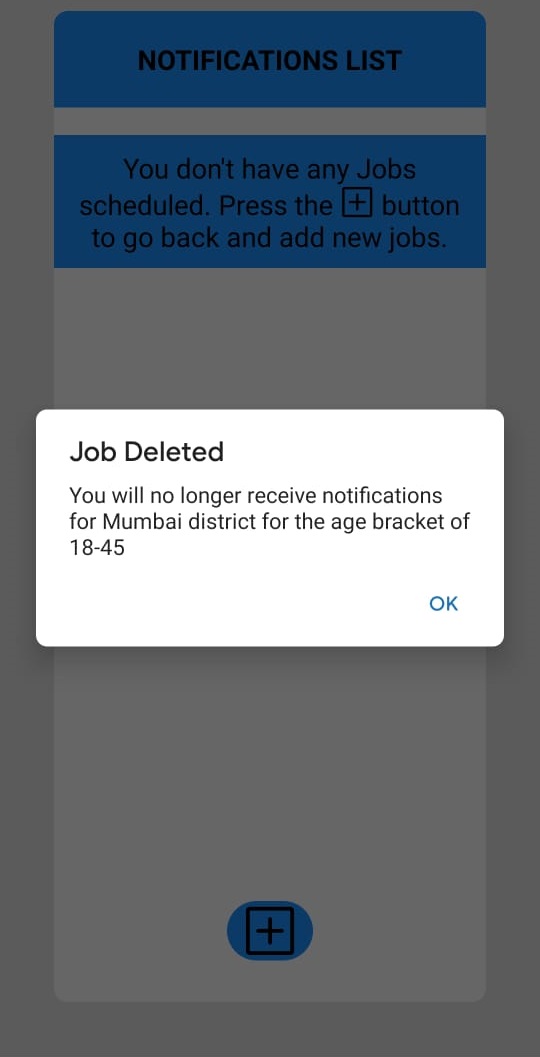 NOTIFICATIONS LIST
You don't have any Jobs
scheduled. Press the button
to go back and add new jobs.
Job Deleted
You will no longer receive notifications
for Mumbai district for the age bracket of
18-45
OK